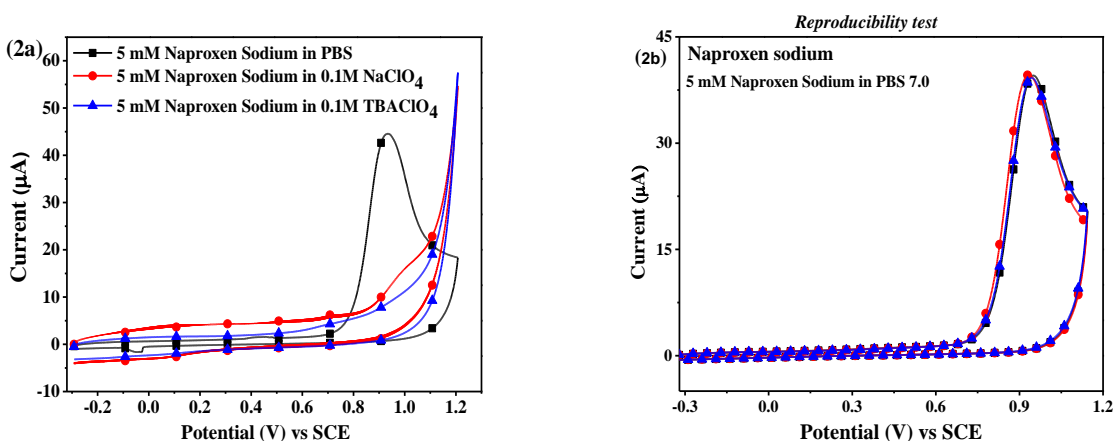 (2a)
5 mM Naproxen Sodium in PBS
5 mM Naproxen Sodium in 0.1M NaClO4
5 mM Naproxen Sodium in 0.1M TBAClO4
60
50
40
30
20
10
0
-10
Current (μA)
-0.2 0.0 0.2 0.4 0.6 0.8 1.0 1.2
Potential (V) vs SCE
Reproducibility test
(2b)
Naproxen sodium
5 mM Naproxen Sodium in PBS 7.0
45
30
15
0
Current (μA)
-0.3 0.0 0.3 0.6 0.9 1.2
Potential (V) vs SCE